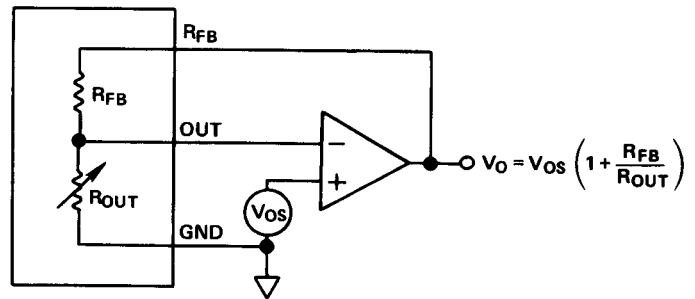 RFB
RFB
OUT
−
VO = VOS (1 + RFB/ROUT)
+
ROUT
VOS
GND